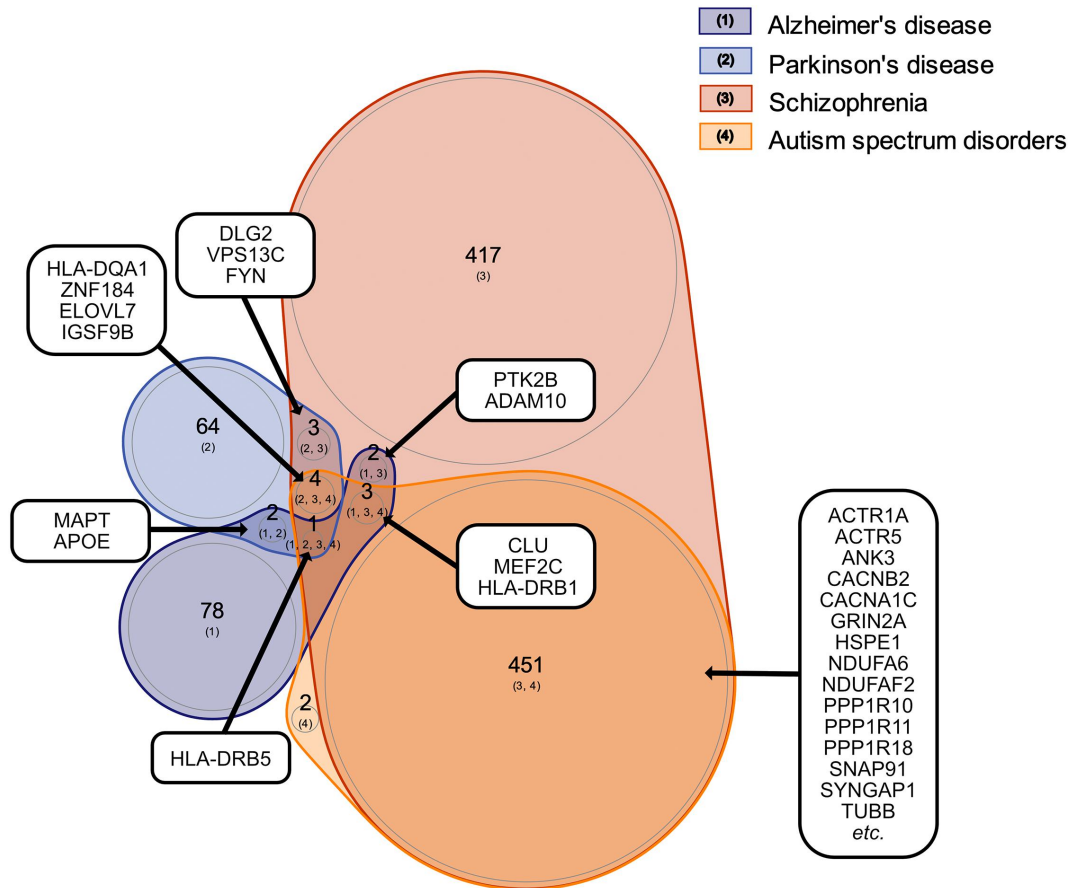 (1) Alzheimer's disease
(2) Parkinson's disease
(3) Schizophrenia
(4) Autism spectrum disorders
DLG2
VPS13C
FYN
HLA-DQA1
ZNF184
ELOVL7
IGSF9B
417
(3)
PTK2B
ADAM10
64
(2)
3
(2, 3)
2
(1, 3)
4
(2, 3, 4)
3
(1, 3, 4)
MAPT
APOE
2
(1, 2)
1
(1, 2, 3, 4)
CLU
MEF2C
HLA-DRB1
78
(1)
451
(3, 4)
2
(4)
HLA-DRB5
ACTR1A
ACTR5
ANK3
CACNB2
CACNA1C
GRIN2A
HSPE1
NDUFA6
NDUFAF2
PPP1R10
PPP1R11
PPP1R18
SNAP91
SYNGAP1
TUBB
etc.